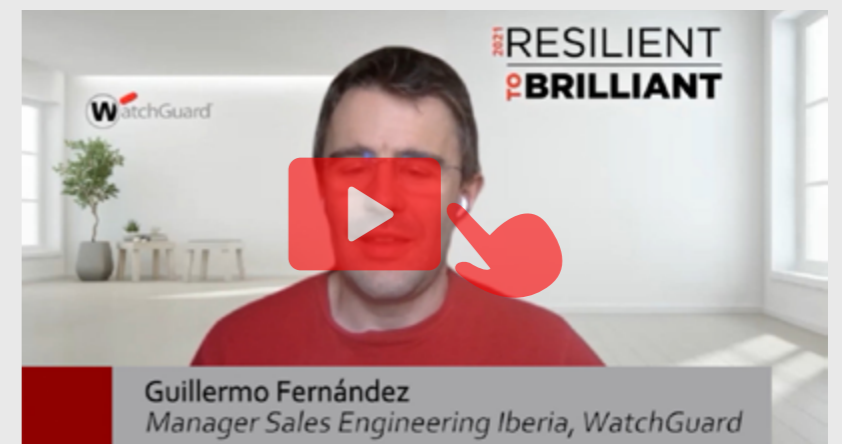 WatchGuard
2021 RESILIENT
TO BRILLIANT
Guillermo Fernández
Manager Sales Engineering Iberia, WatchGuard